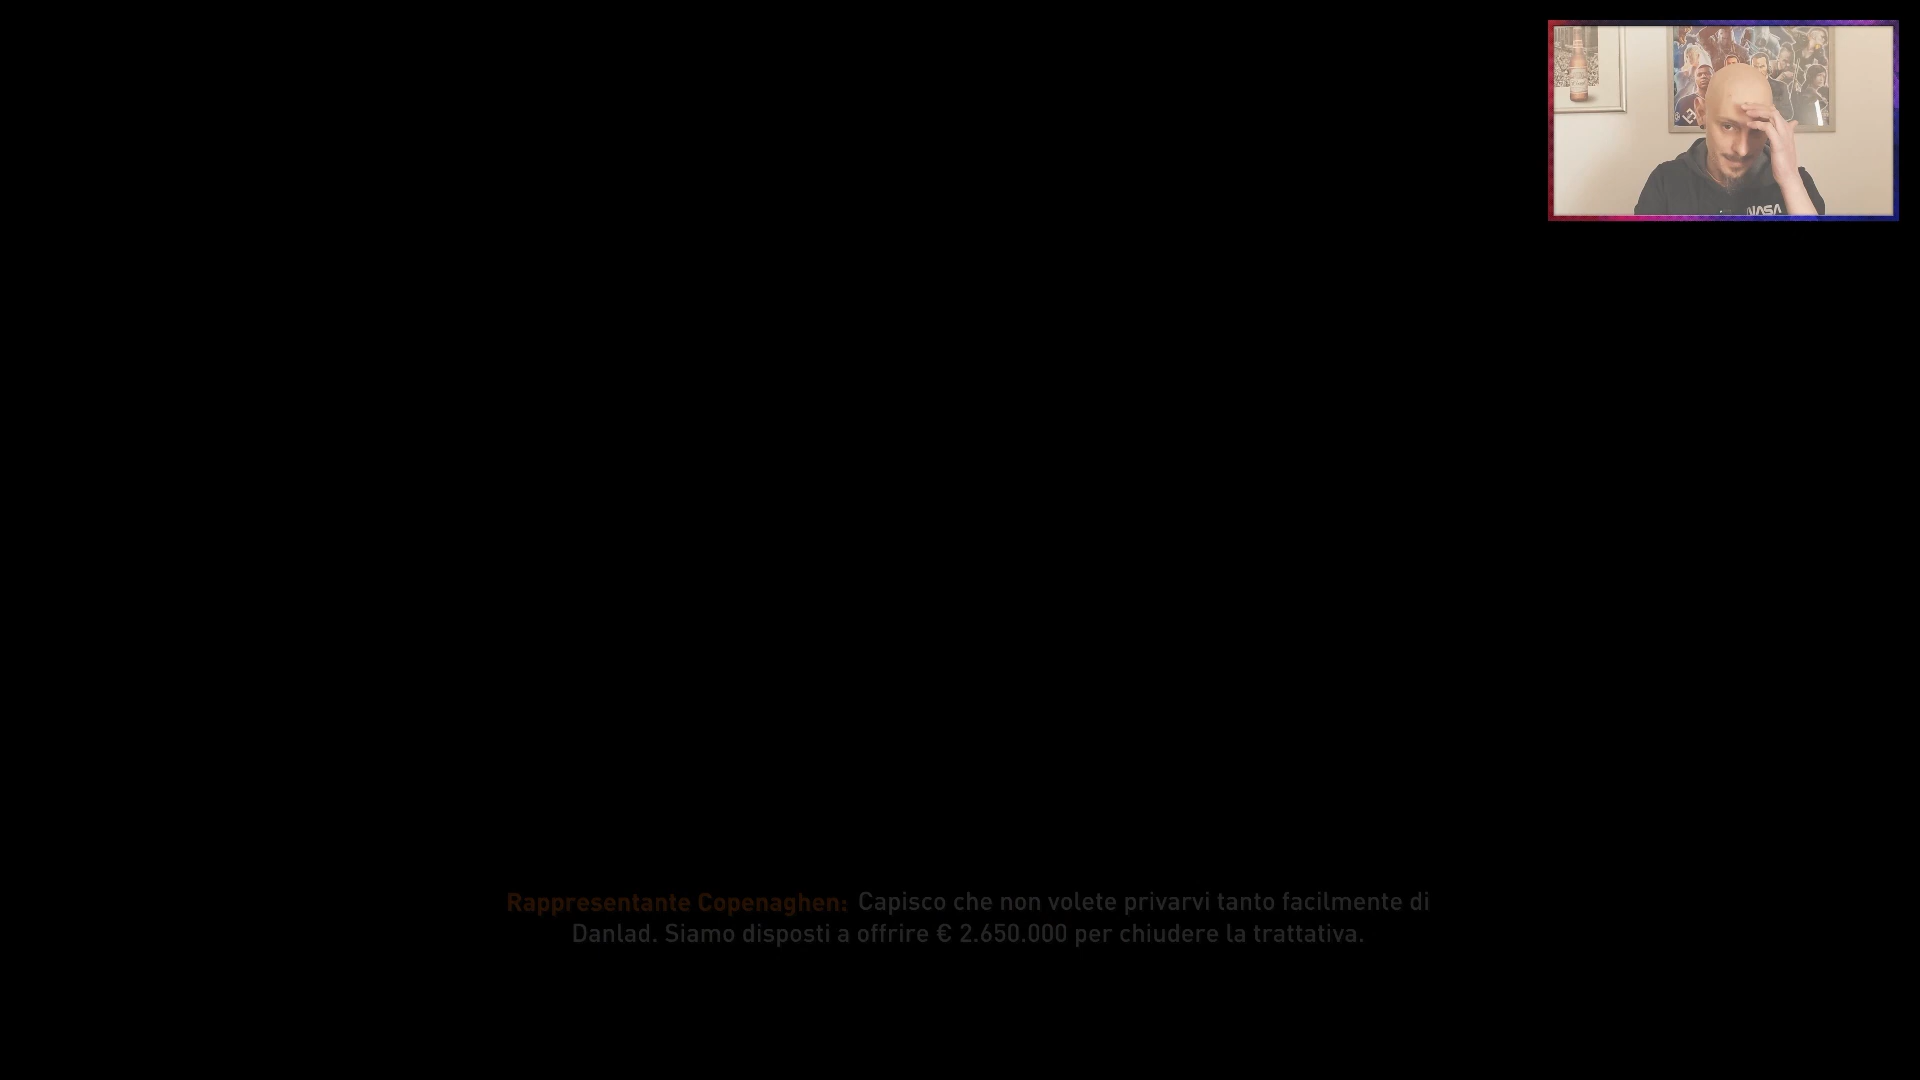 NASA
Rappresentante Copenaghen: Capisco che non volete privarvi tanto facilmente di
Danlad. Siamo disposti a offrire € 2.650.000 per chiudere la trattativa.